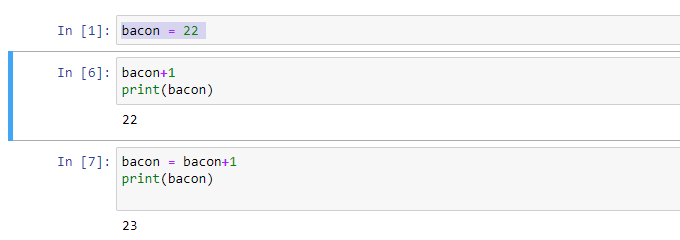 In [1]: bacon = 22
In [6]: bacon+1
print(bacon)
22
In [7]: bacon = bacon+1
print(bacon)
23